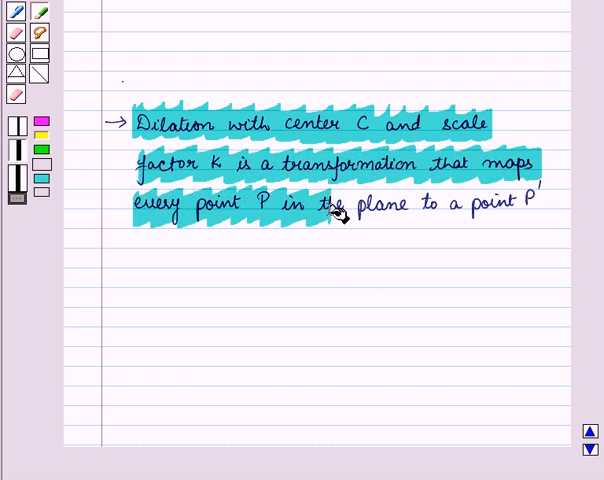 → Dilation with center C and scale
factor K is a transformation that maps
every point P in the plane to a point P'